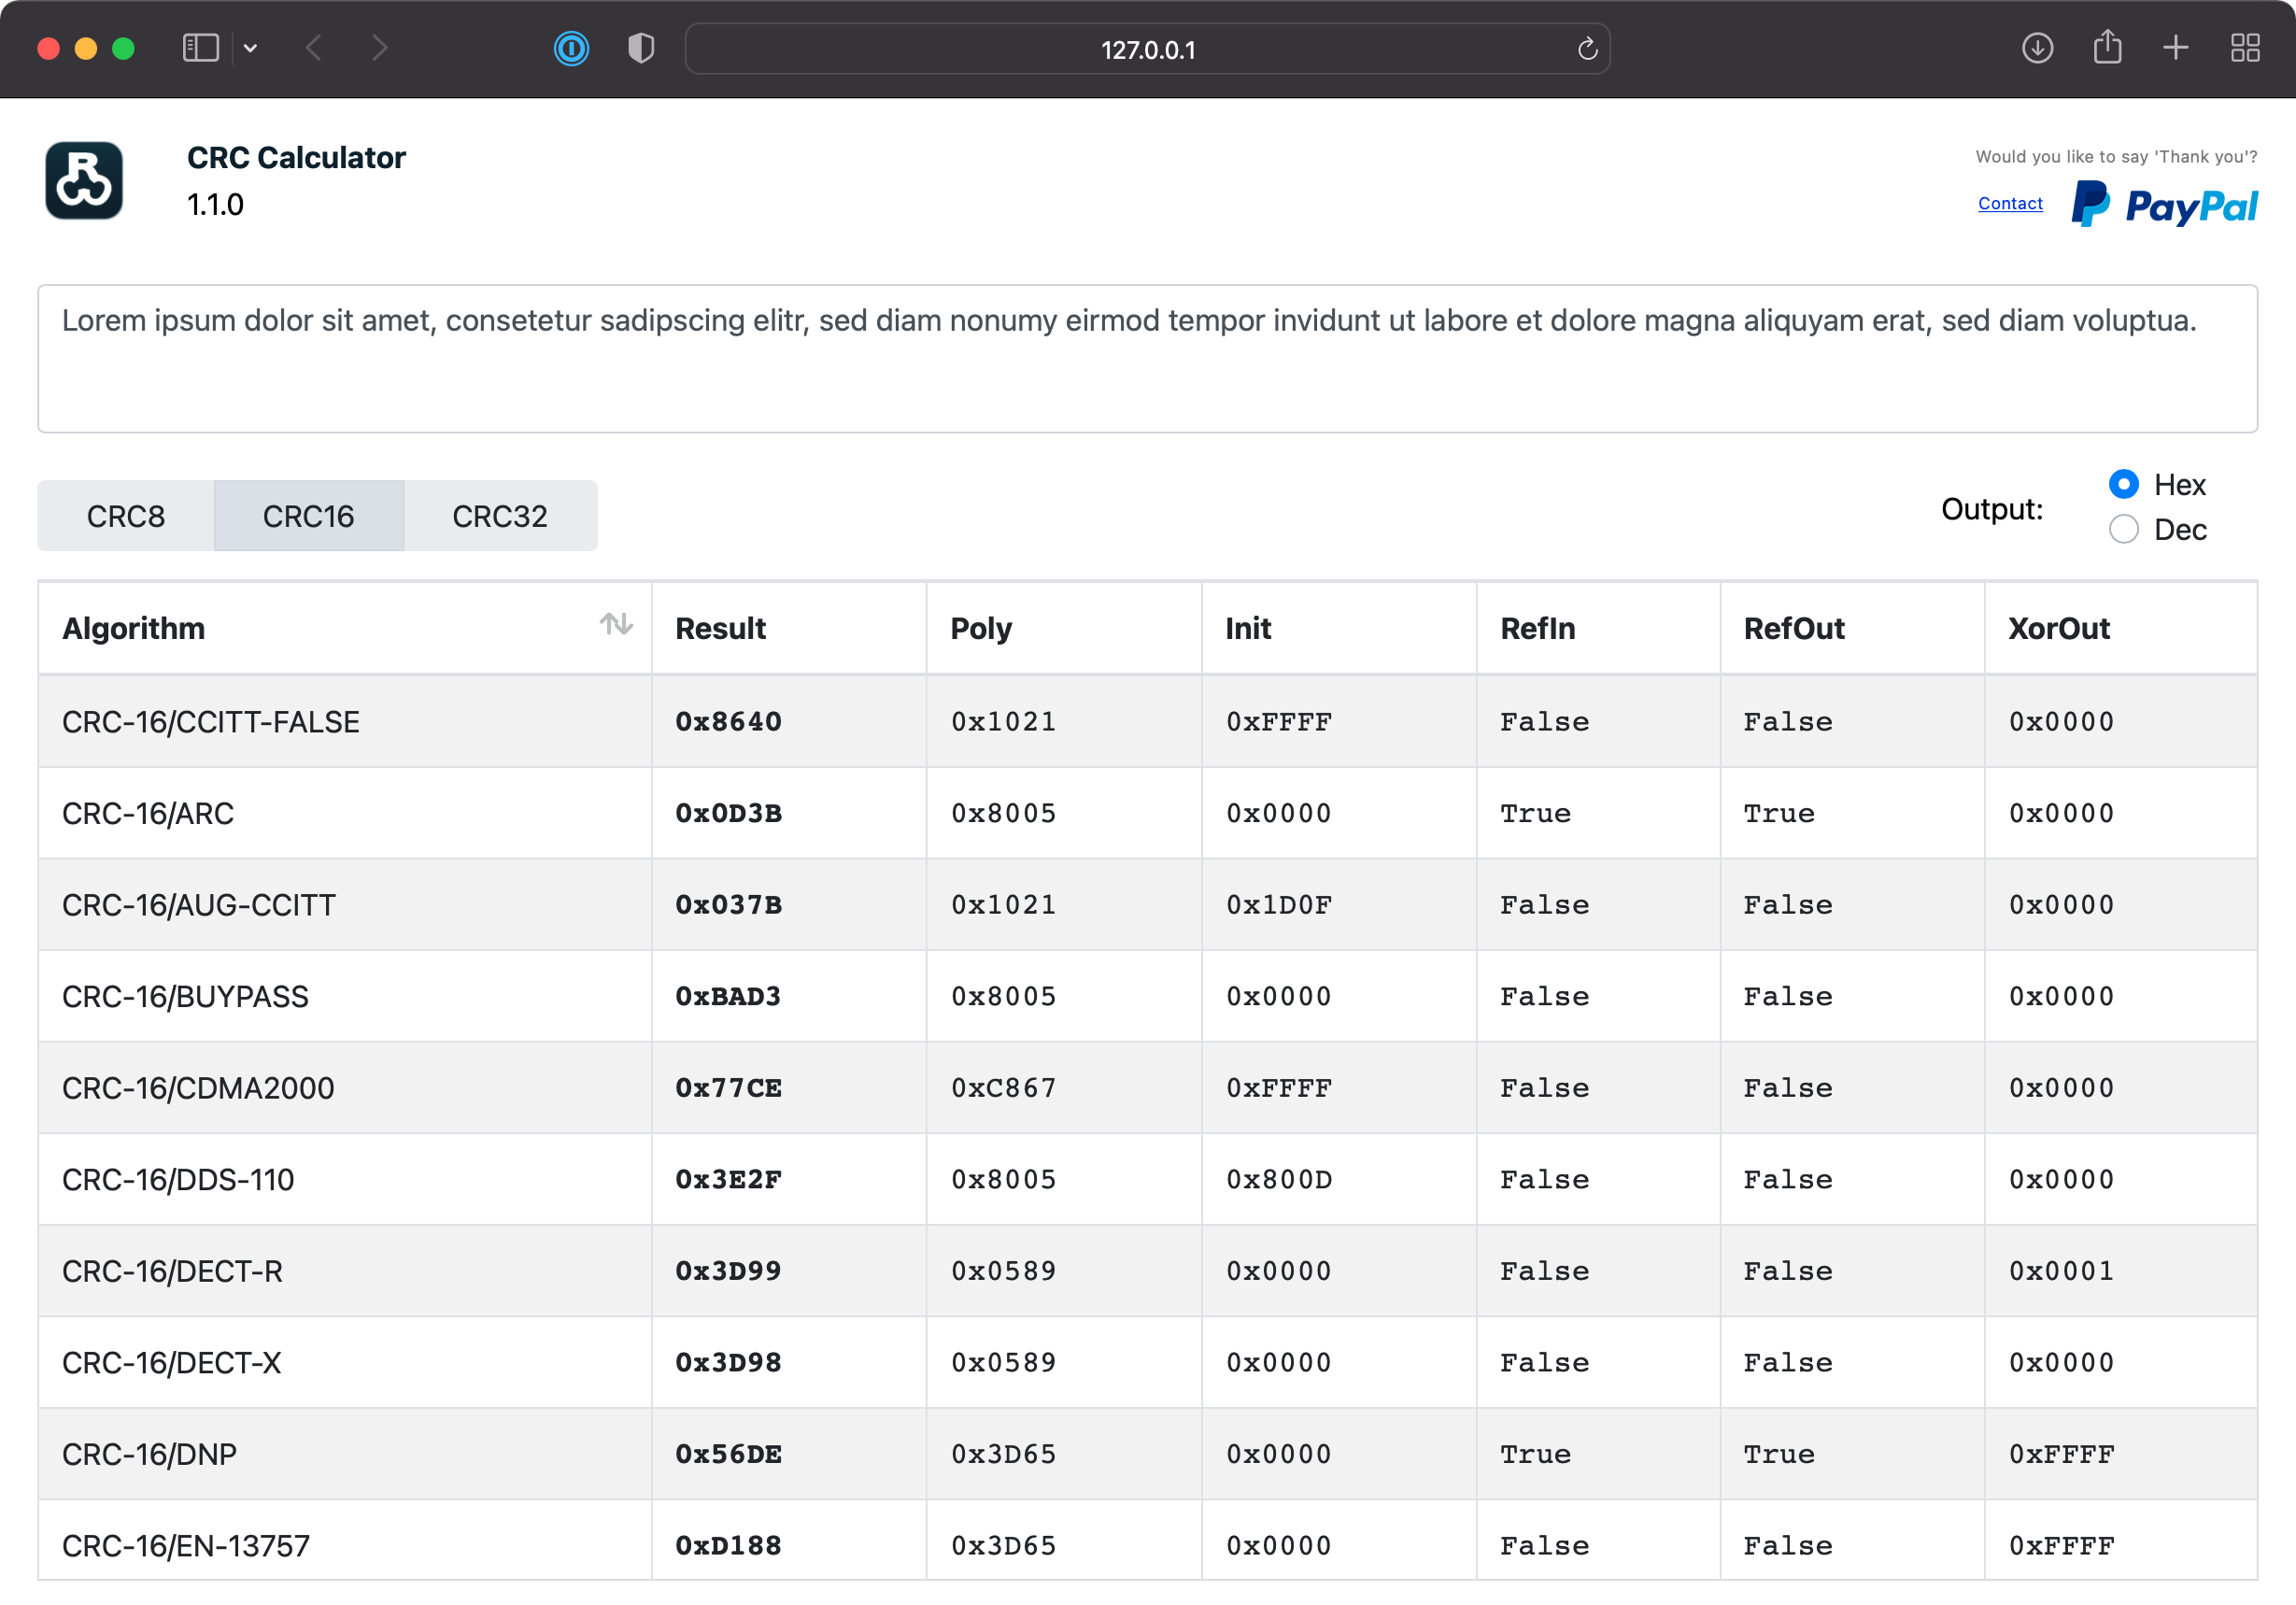 127.0.0.1
CRC Calculator
1.1.0
Would you like to say 'Thank you'?
Contact PayPal
Lorem ipsum dolor sit amet, consetetur sadipscing elitr, sed diam nonumy eirmod tempor invidunt ut labore et dolore magna aliquyam erat, sed diam voluptua.
CRC8 CRC16 CRC32
Output:
Hex
Dec
Algorithm Result Poly Init RefIn RefOut XorOut
CRC-16/CCITT-FALSE 0x8640 0x1021 0xFFFF False False 0x0000
CRC-16/ARC 0x0D3B 0x8005 0x0000 True True 0x0000
CRC-16/AUG-CCITT 0x037B 0x1021 0x1D0F False False 0x0000
CRC-16/BUYPASS 0xBAD3 0x8005 0x0000 False False 0x0000
CRC-16/CDMA2000 0x77CE 0xC867 0xFFFF False False 0x0000
CRC-16/DDS-110 0x3E2F 0x8005 0x800D False False 0x0000
CRC-16/DECT-R 0x3D99 0x0589 0x0000 False False 0x0001
CRC-16/DECT-X 0x3D98 0x0589 0x0000 False False 0x0000
CRC-16/DNP 0x56DE 0x3D65 0x0000 True True 0xFFFF
CRC-16/EN-13757 0xD188 0x3D65 0x0000 False False 0xFFFF